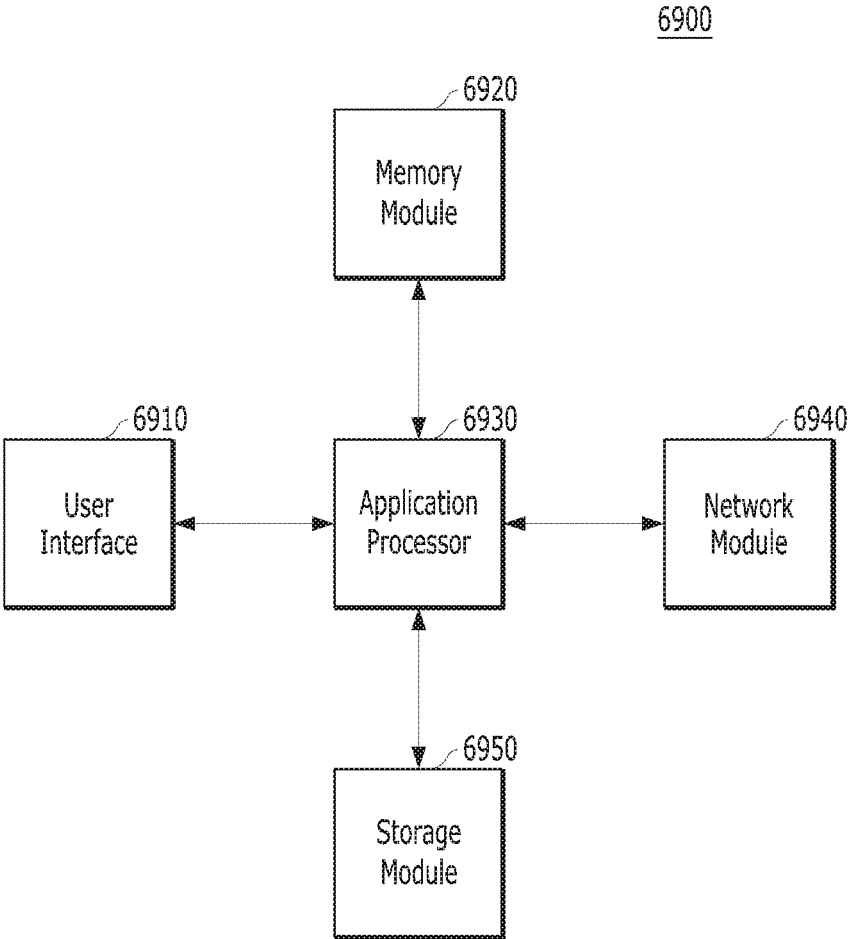 6900
6920
Memory
Module
6910
User
Interface
6930
Application
Processor
6940
Network
Module
6950
Storage
Module